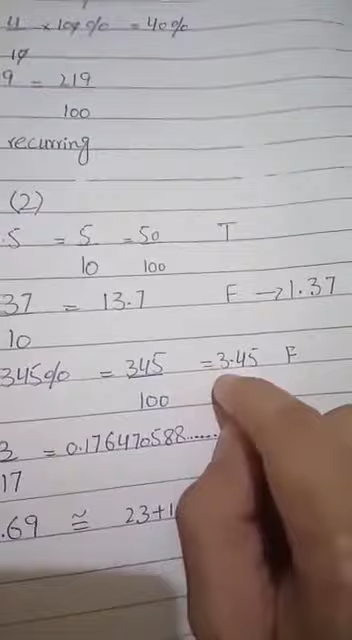 4/10 × 100% = 40%
9 = 219/100
recurring
(2)
.5 = 5/10 = 50/100 T
37/10 = 13.7 F → 1.37
345% = 345/100 = 3.45 F
3/17 = 0.176470588......
.69 ≅ 23+1